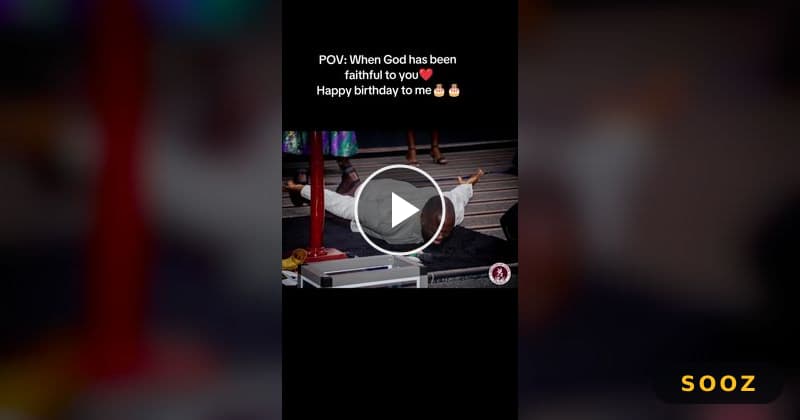 POV: When God has been
faithful to you❤️
Happy birthday to me🎂🎂
SOOZ